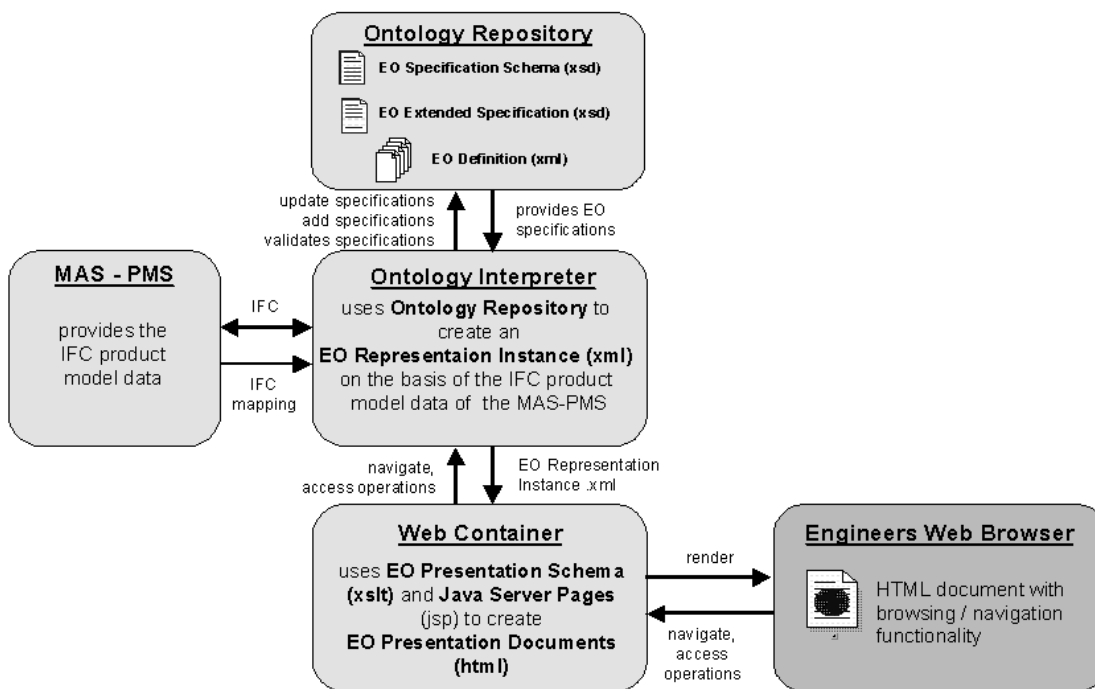 Ontology Repository
EO Specification Schema (xsd)
EO Extended Specification (xsd)
EO Definition (xml)
update specifications
add specifications
validates specifications
provides EO
specifications
MAS - PMS
provides the
IFC product
model data
IFC
IFC
mapping
Ontology Interpreter
uses Ontology Repository to
create an
EO Representaion Instance (xml)
on the basis of the IFC product
model data of the MAS-PMS
navigate,
access operations
EO Representation
Instance .xml
Web Container
uses EO Presentation Schema
(xslt) and Java Server Pages
(jsp) to create
EO Presentation Documents
(html)
render
navigate,
access
operations
Engineers Web Browser
HTML document with
browsing / navigation
functionality